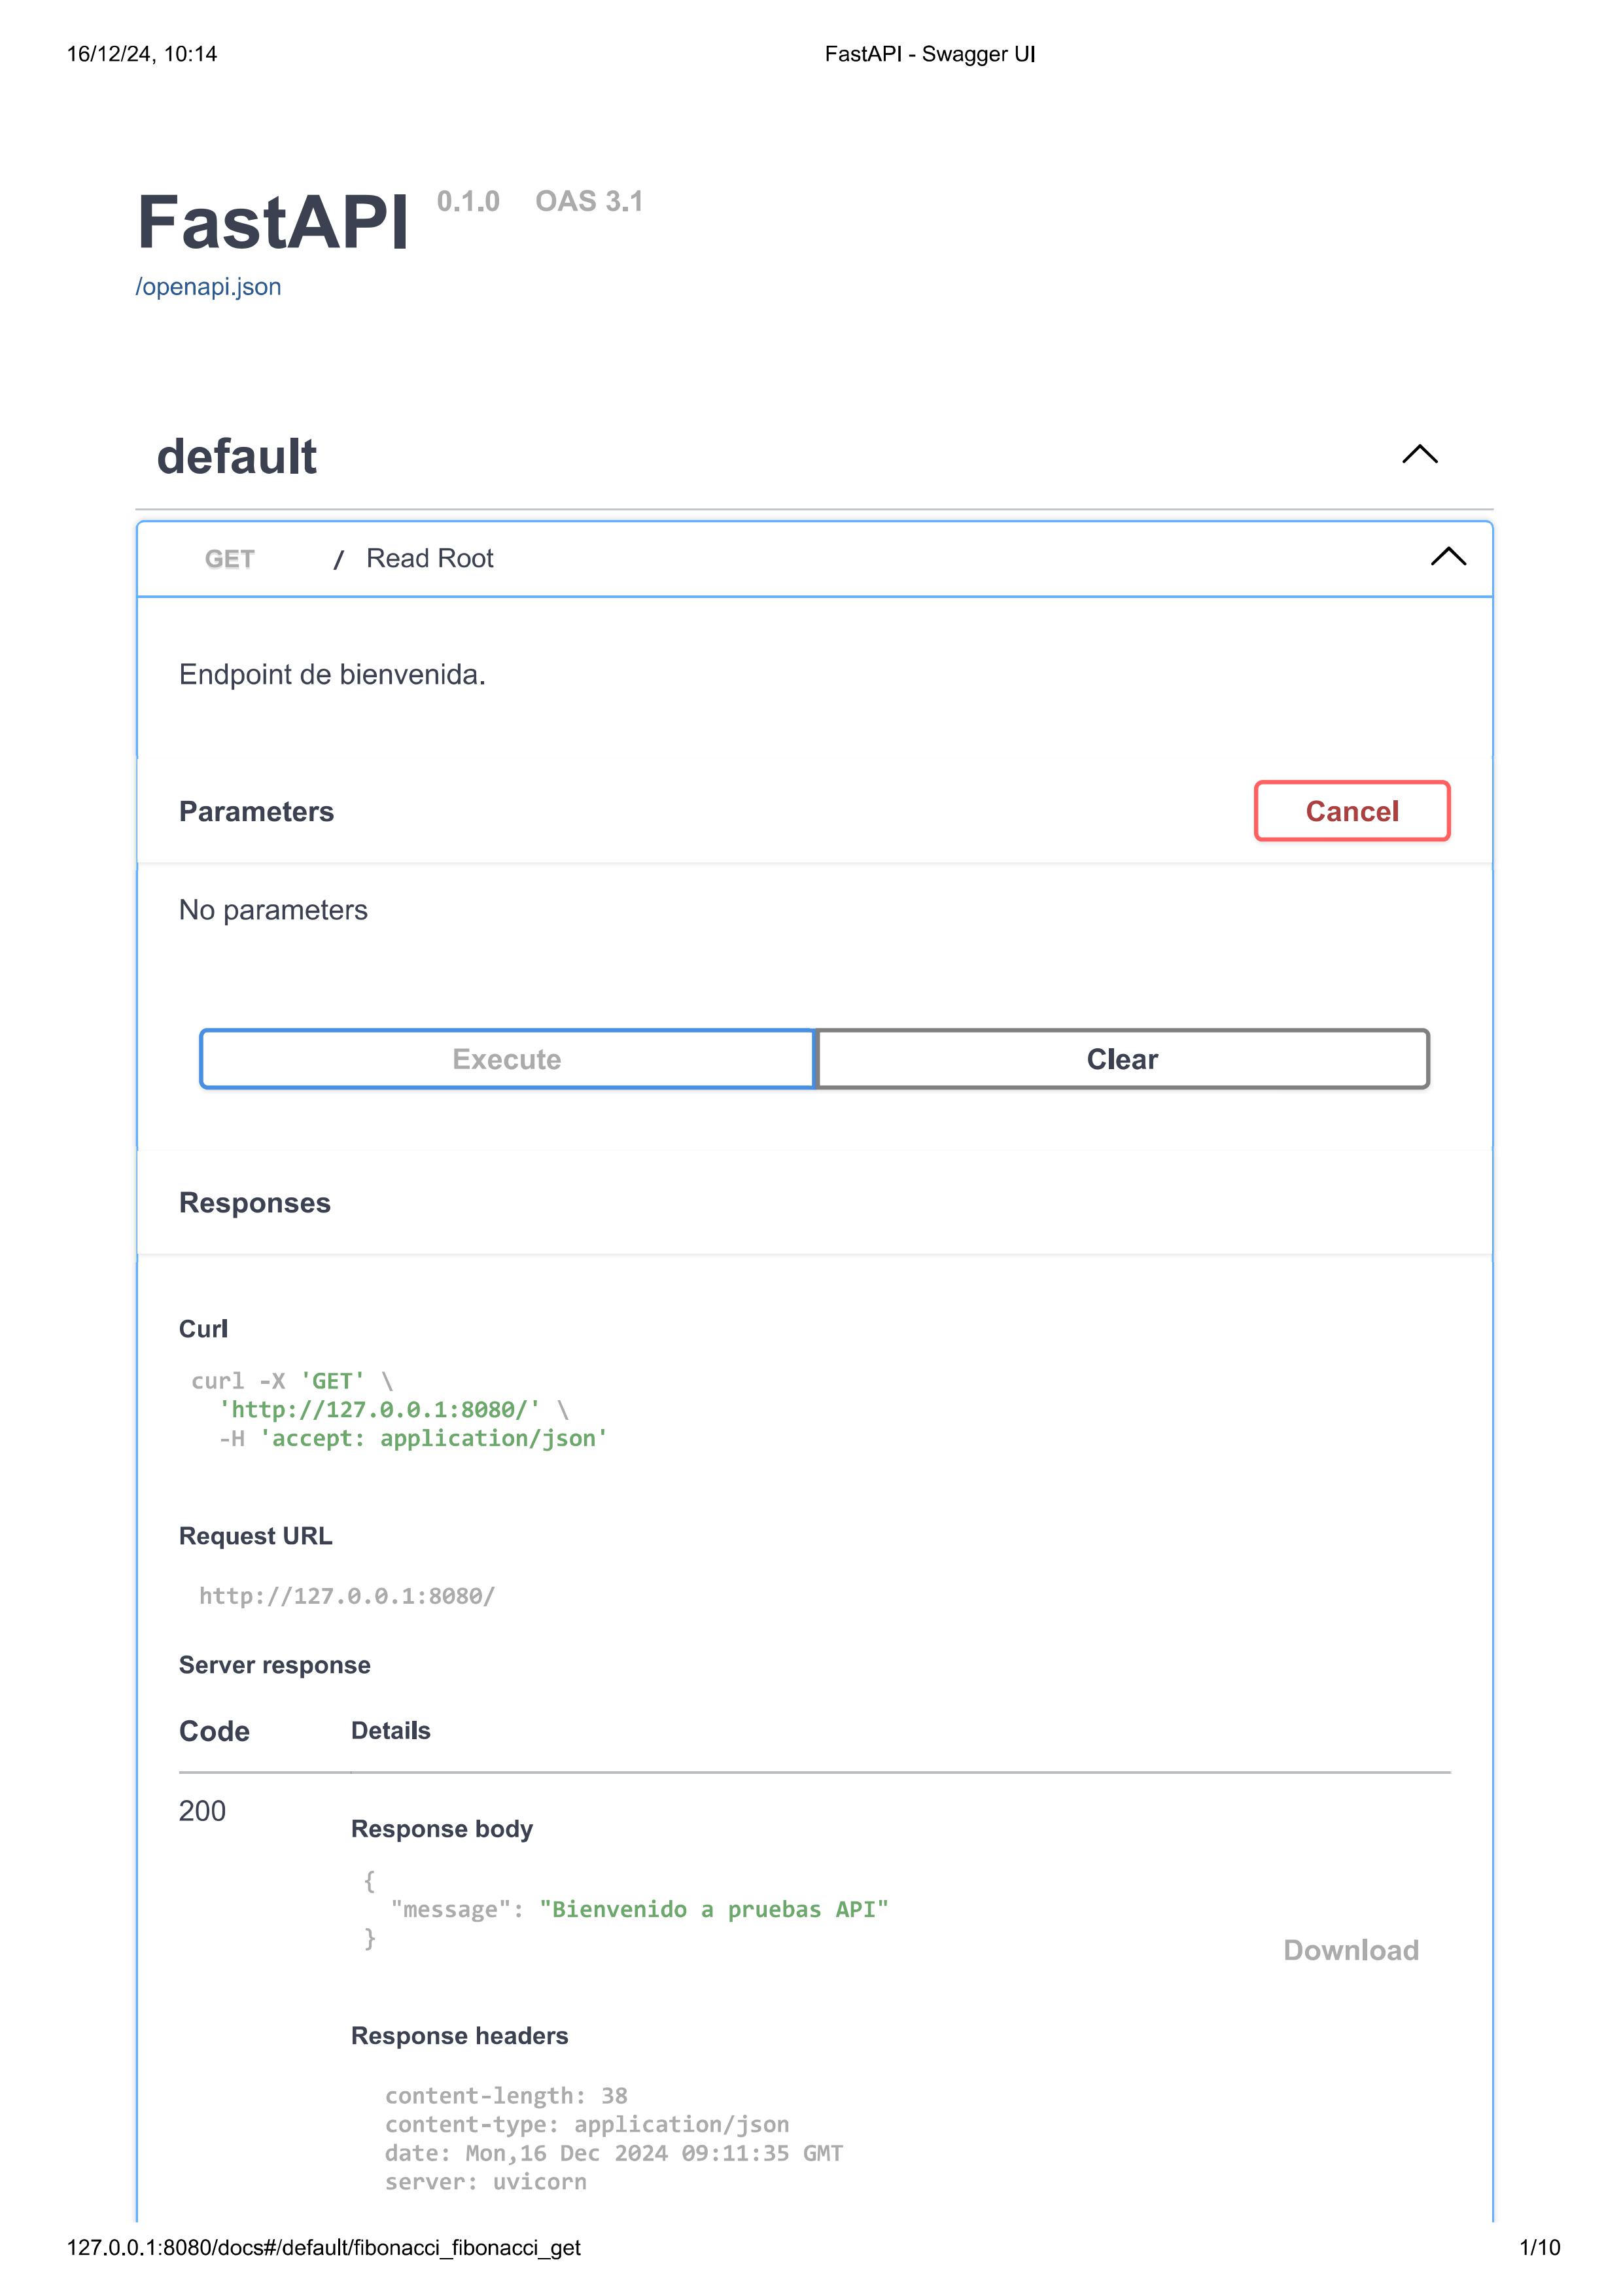 16/12/24, 10:14 FastAPI - Swagger UI
FastAPI 0.1.0 OAS 3.1
/openapi.json
default
GET / Read Root
Endpoint de bienvenida.
Parameters Cancel
No parameters
Execute Clear
Responses
Curl
curl -X 'GET' \
'http://127.0.0.1:8080/' \
-H 'accept: application/json'
Request URL
http://127.0.0.1:8080/
Server response
Code Details
200
Response body
{
"message": "Bienvenido a pruebas API"
}
Download
Response headers
content-length: 38
content-type: application/json
date: Mon,16 Dec 2024 09:11:35 GMT
server: uvicorn
127.0.0.1:8080/docs#/default/fibonacci_fibonacci_get 1/10